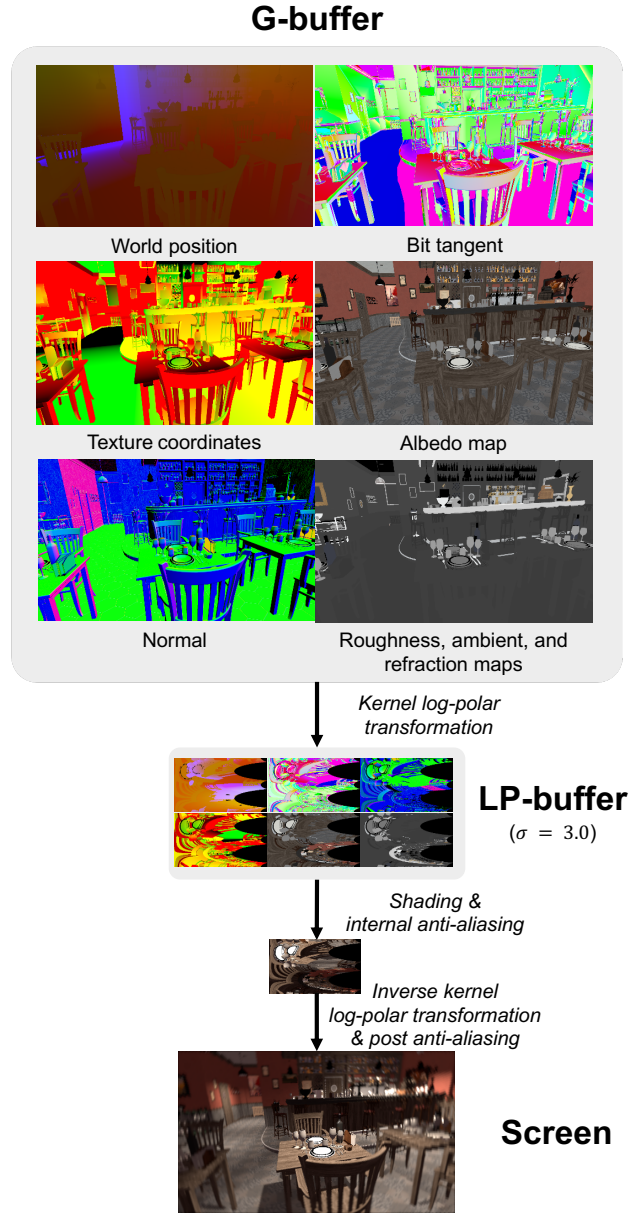 G-buffer
World position
Bit tangent
Texture coordinates
Albedo map
Normal
Roughness, ambient, and
refraction maps
Kernel log-polar
transformation
LP-buffer
(σ = 3.0)
Shading &
internal anti-aliasing
Inverse kernel
log-polar transformation
& post anti-aliasing
Screen